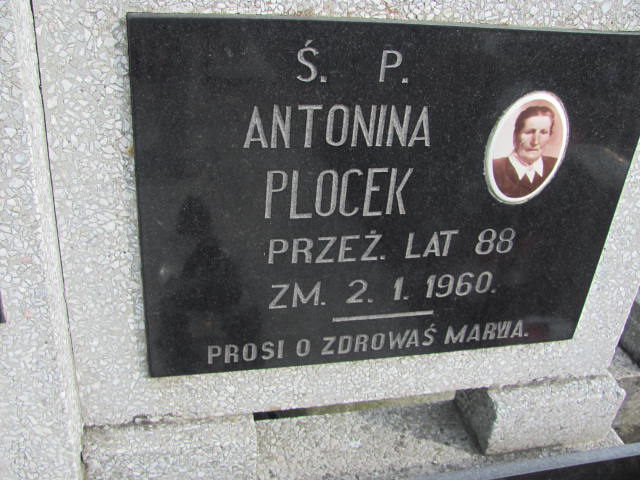 Ś. P.
ANTONINA
PLOCEK
PRZEŻ. LAT 88
ZM. 2. 1. 1960.
PROSI O ZDROWAŚ MARYJA.